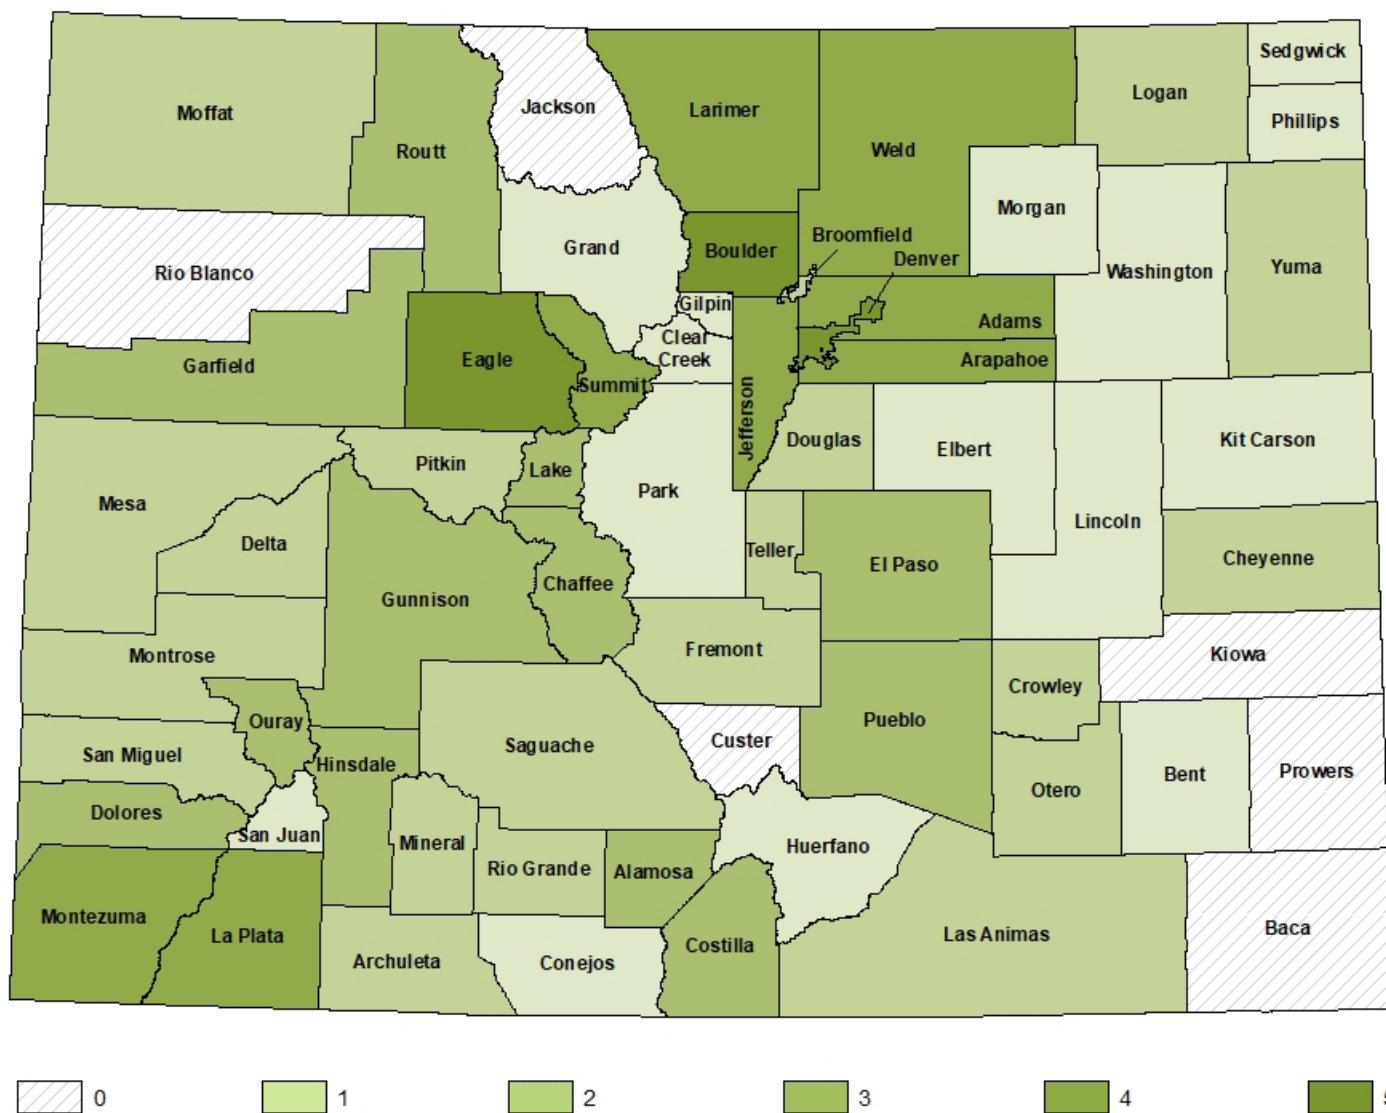 Sedgwick
Moffat
Jackson
Larimer
Logan
Phillips
Routt
Weld
Morgan
Grand
Boulder
Broomfield
Denver
Rio Blanco
Washington
Yuma
Gilpin
Adams
Clear
Creek
Garfield
Eagle
Summit
Arapahoe
Jefferson
Douglas
Elbert
Kit Carson
Pitkin
Lake
Park
Mesa
Lincoln
Delta
Teller
El Paso
Cheyenne
Gunnison
Chaffee
Montrose
Fremont
Kiowa
Crowley
Ouray
Pueblo
San Miguel
Hinsdale
Saguache
Custer
Bent
Prowers
Otero
Dolores
San Juan
Mineral
Huerfano
Rio Grande
Alamosa
Montezuma
La Plata
Costilla
Las Animas
Baca
Archuleta
Conejos
0
1
2
3
4